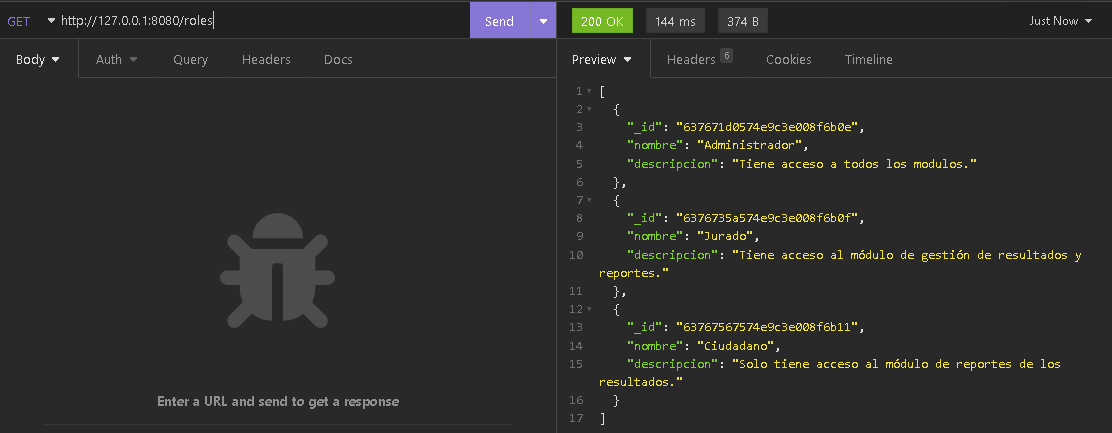 GET http://127.0.0.1:8080/roles Send 200 OK 144 ms 374 B Just Now
Body Auth Query Headers Docs Preview Headers 6 Cookies Timeline
1 [
2 {
3 "_id": "637671d0574e9c3e008f6b0e",
4 "nombre": "Administrador",
5 "descripcion": "Tiene acceso a todos los modulos."
6 },
7 {
8 "_id": "6376735a574e9c3e008f6b0f",
9 "nombre": "Jurado",
10 "descripcion": "Tiene acceso al módulo de gestión de resultados y
reportes."
11 },
12 {
13 "_id": "63767567574e9c3e008f6b11",
14 "nombre": "Ciudadano",
15 "descripcion": "Solo tiene acceso al módulo de reportes de los
resultados."
16 }
17 ]
Enter a URL and send to get a response